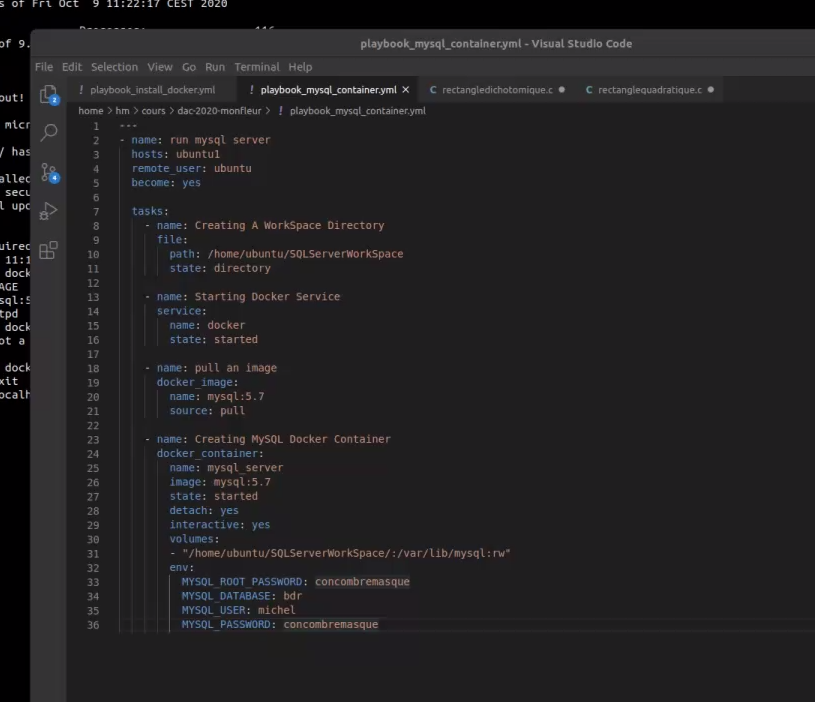 s of Fri Oct  9 11:22:17 CEST 2020
of 9.
playbook_mysql_container.yml - Visual Studio Code
File Edit Selection View Go Run Terminal Help
out!
micr
/ has
alled
secu
l upd
uired
11:1
dock
AGE
sql:5
tpd
dock
ot a
dock
xit
ocalh
2
4
! playbook_install_docker.yml
! playbook_mysql_container.yml ×
C rectangledichotomique.c ●
C rectanglequadratique.c ●
home > hm > cours > dac-2020-monfleur > ! playbook_mysql_container.yml
1 ---
2 - name: run mysql server
3   hosts: ubuntu1
4   remote_user: ubuntu
5   become: yes
6
7   tasks:
8     - name: Creating A WorkSpace Directory
9       file:
10         path: /home/ubuntu/SQLServerWorkSpace
11         state: directory
12
13     - name: Starting Docker Service
14       service:
15         name: docker
16         state: started
17
18     - name: pull an image
19       docker_image:
20         name: mysql:5.7
21         source: pull
22
23     - name: Creating MySQL Docker Container
24       docker_container:
25         name: mysql_server
26         image: mysql:5.7
27         state: started
28         detach: yes
29         interactive: yes
30         volumes:
31         - "/home/ubuntu/SQLServerWorkSpace/:/var/lib/mysql:rw"
32         env:
33           MYSQL_ROOT_PASSWORD: concombremasque
34           MYSQL_DATABASE: bdr
35           MYSQL_USER: michel
36           MYSQL_PASSWORD: concombremasque